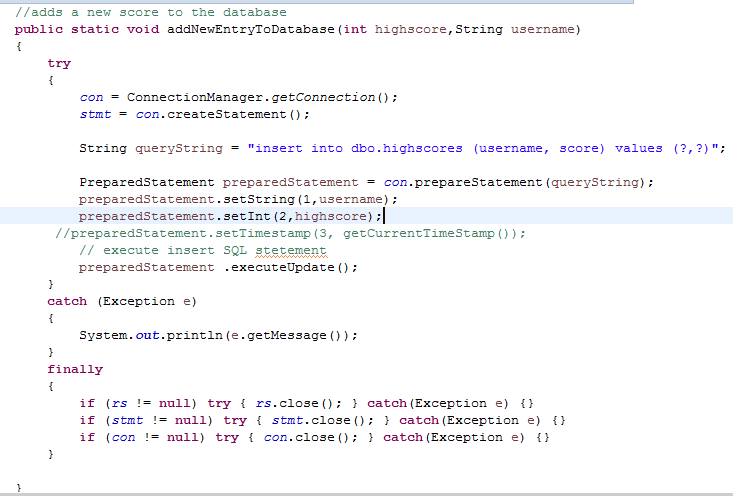 //adds a new score to the database
public static void addNewEntryToDatabase(int highscore,String username)
{
try
{
con = ConnectionManager.getConnection();
stmt = con.createStatement();
String queryString = "insert into dbo.highscores (username, score) values (?,?)";
PreparedStatement preparedStatement = con.prepareStatement(queryString);
preparedStatement.setString(1,username);
preparedStatement.setInt(2,highscore);
//preparedStatement.setTimestamp(3, getCurrentTimeStamp());
// execute insert SQL stetement
preparedStatement .executeUpdate();
}
catch (Exception e)
{
System.out.println(e.getMessage());
}
finally
{
if (rs != null) try { rs.close(); } catch(Exception e) {}
if (stmt != null) try { stmt.close(); } catch(Exception e) {}
if (con != null) try { con.close(); } catch(Exception e) {}
}
}